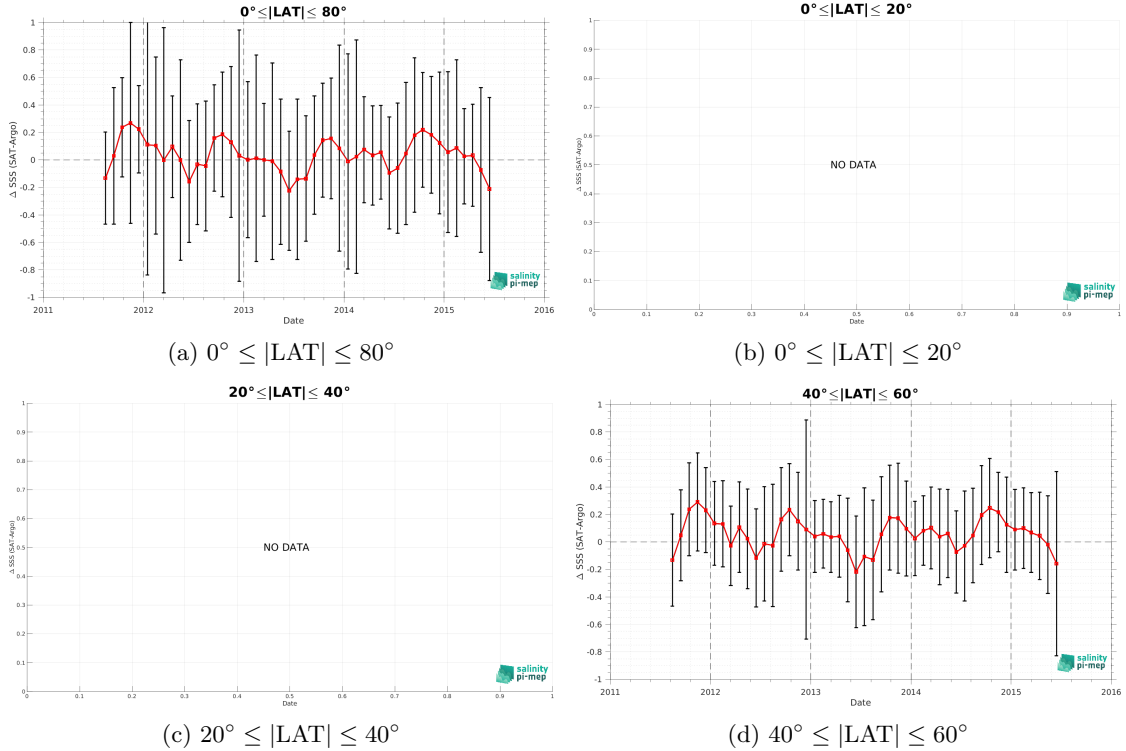 0°≤|LAT|≤ 80°
1
0.8
0.6
0.4
0.2
0
-0.2
-0.4
-0.6
-0.8
-1
Δ SSS (SAT-Argo)
2011 2012 2013 2014 2015 2016
Date
salinity
pi-mep
(a) 0° ≤ |LAT| ≤ 80°
0°≤|LAT|≤ 20°
1
0.9
0.8
0.7
0.6
0.5
0.4
0.3
0.2
0.1
0
Δ SSS (SAT-Argo)
NO DATA
0 0.1 0.2 0.3 0.4 0.5 0.6 0.7 0.8 0.9 1
Date
salinity
pi-mep
(b) 0° ≤ |LAT| ≤ 20°
20°≤|LAT|≤ 40°
1
0.9
0.8
0.7
0.6
0.5
0.4
0.3
0.2
0.1
0
Δ SSS (SAT-Argo)
NO DATA
0 0.1 0.2 0.3 0.4 0.5 0.6 0.7 0.8 0.9 1
Date
salinity
pi-mep
(c) 20° ≤ |LAT| ≤ 40°
40°≤|LAT|≤ 60°
1
0.8
0.6
0.4
0.2
0
-0.2
-0.4
-0.6
-0.8
-1
Δ SSS (SAT-Argo)
2011 2012 2013 2014 2015 2016
Date
salinity
pi-mep
(d) 40° ≤ |LAT| ≤ 60°